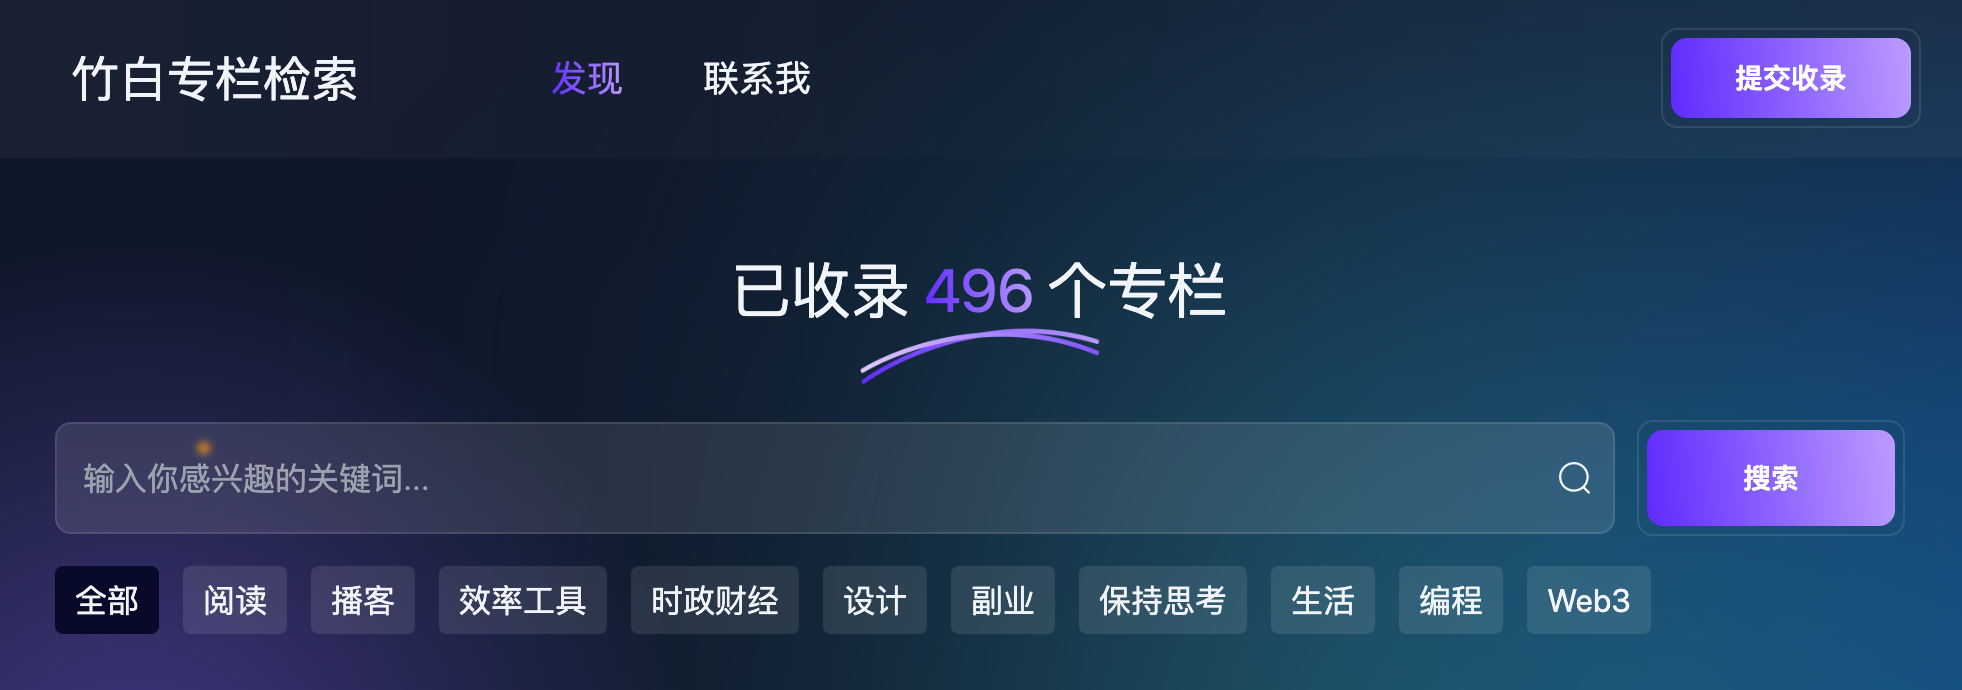 竹白专栏检索 发现 联系我 提交收录
已收录 496 个专栏
输入你感兴趣的关键词... 搜索
全部 阅读 播客 效率工具 时政财经 设计 副业 保持思考 生活 编程 Web3